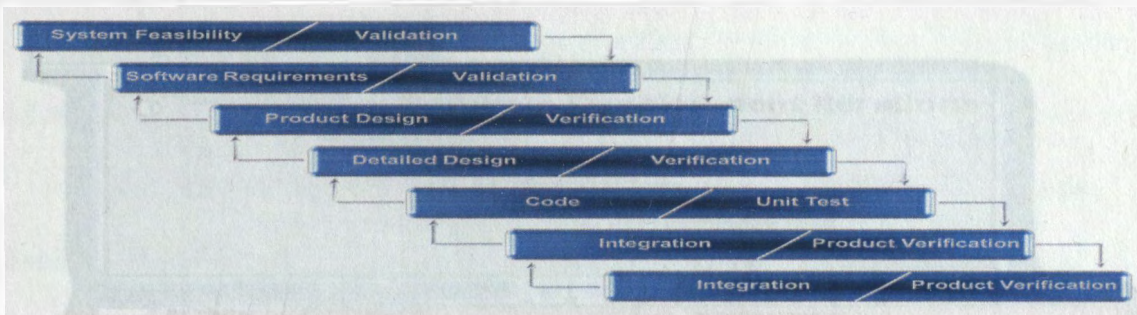 System Feasibility / Validation
Software Requirements / Validation
Product Design / Verification
Detailed Design / Verification
Code / Unit Test
Integration / Product Verification
Integration / Product Verification